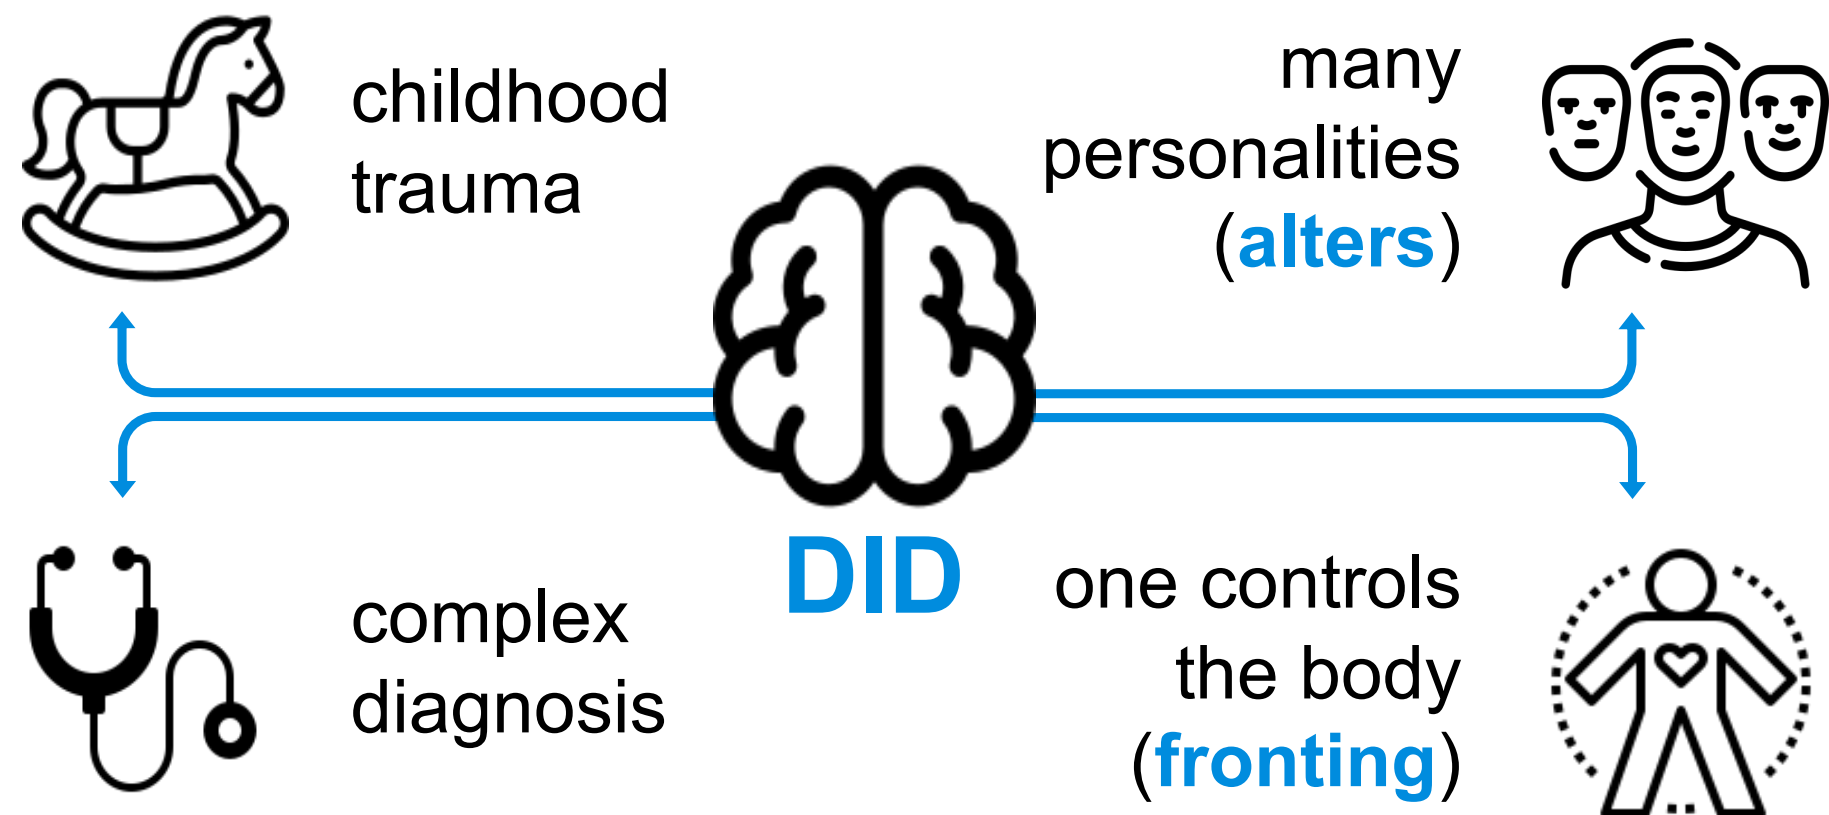 childhood
trauma
many
personalities
(alters)
DID
complex
diagnosis
one controls
the body
(fronting)